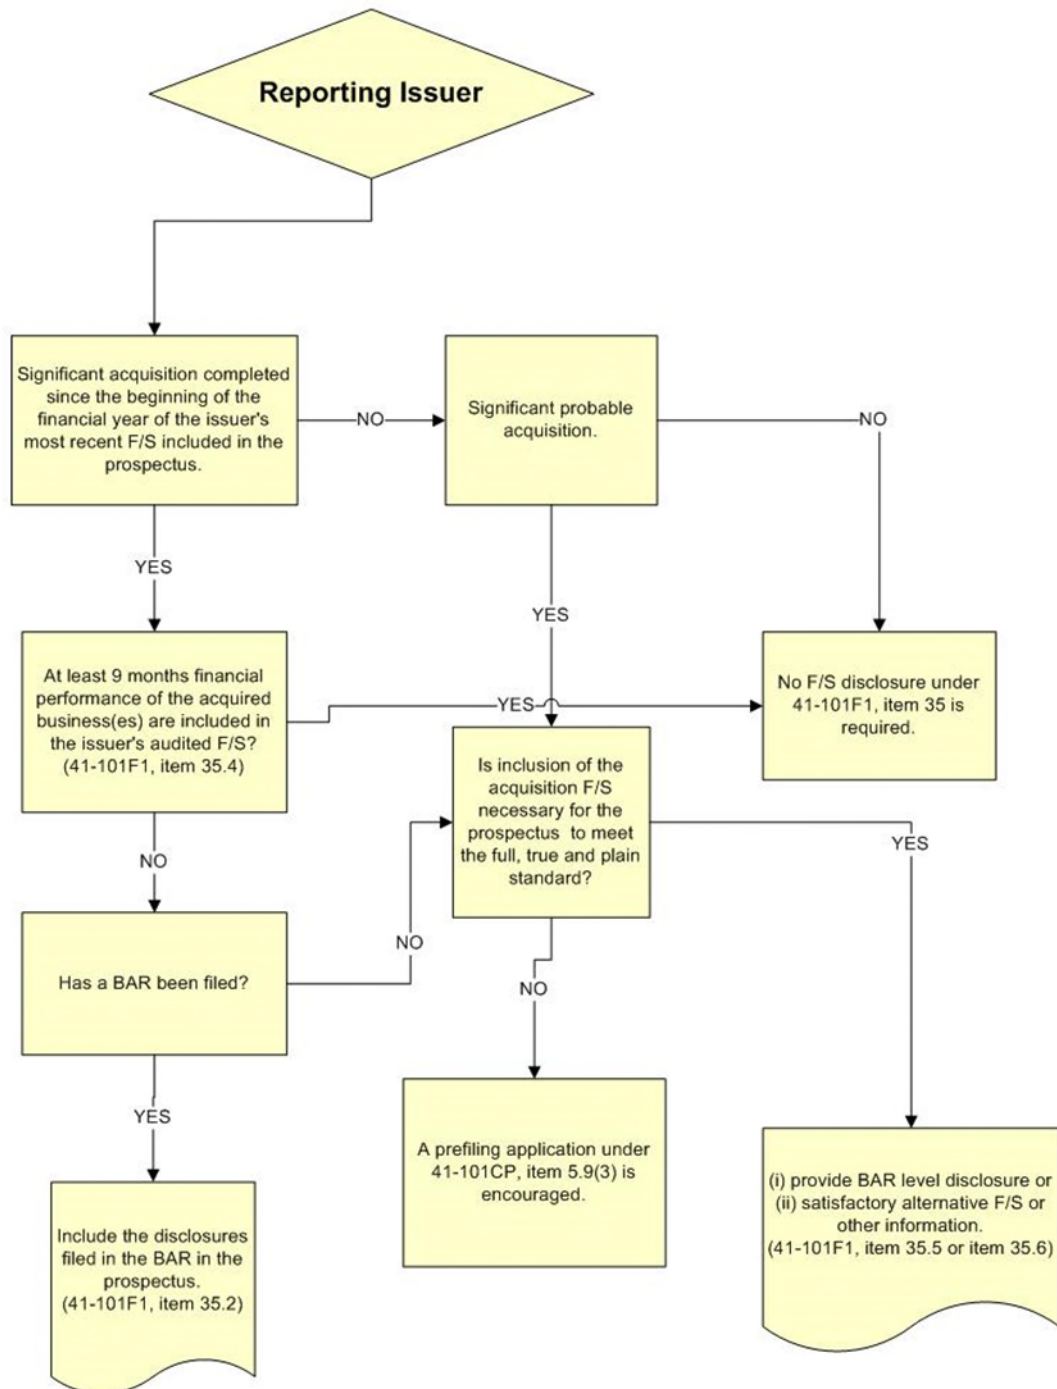 Reporting Issuer
Significant acquisition completed
since the beginning of the
financial year of the issuer's
most recent F/S included in the
prospectus.
NO
Significant probable
acquisition.
NO
YES
YES
At least 9 months financial
performance of the acquired
business(es) are included in
the issuer's audited F/S?
(41-101F1, item 35.4)
YES
No F/S disclosure under
41-101F1, item 35 is
required.
Is inclusion of the
acquisition F/S
necessary for the
prospectus to meet
the full, true and plain
standard?
YES
NO
NO
Has a BAR been filed?
NO
YES
A prefiling application under
41-101CP, item 5.9(3) is
encouraged.
(i) provide BAR level disclosure or
(ii) satisfactory alternative F/S or
other information.
(41-101F1, item 35.5 or item 35.6)
Include the disclosures
filed in the BAR in the
prospectus.
(41-101F1, item 35.2)